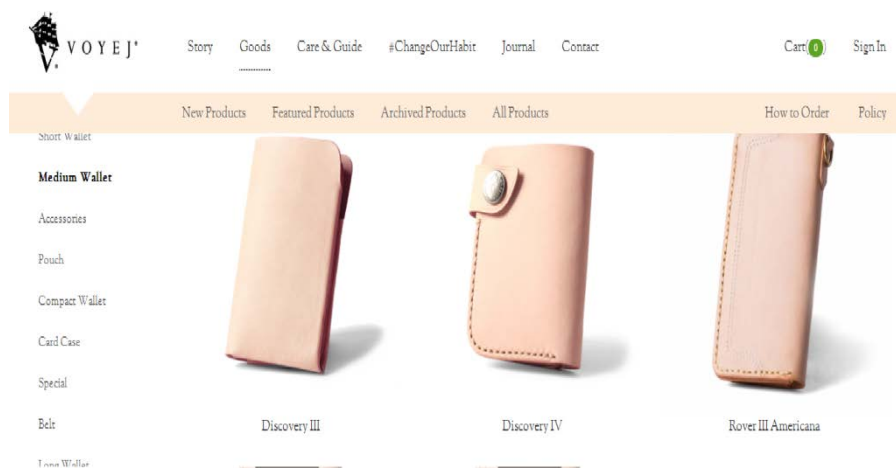 VOYEJ®
Story Goods Care & Guide #ChangeOurHabit Journal Contact Cart(0) Sign In
New Products Featured Products Archived Products All Products How to Order Policy
Short Wallet
Medium Wallet
Accessories
Pouch
Compact Wallet
Card Case
Special
Belt
Long Wallet
Discovery III
Discovery IV
Rover III Americana